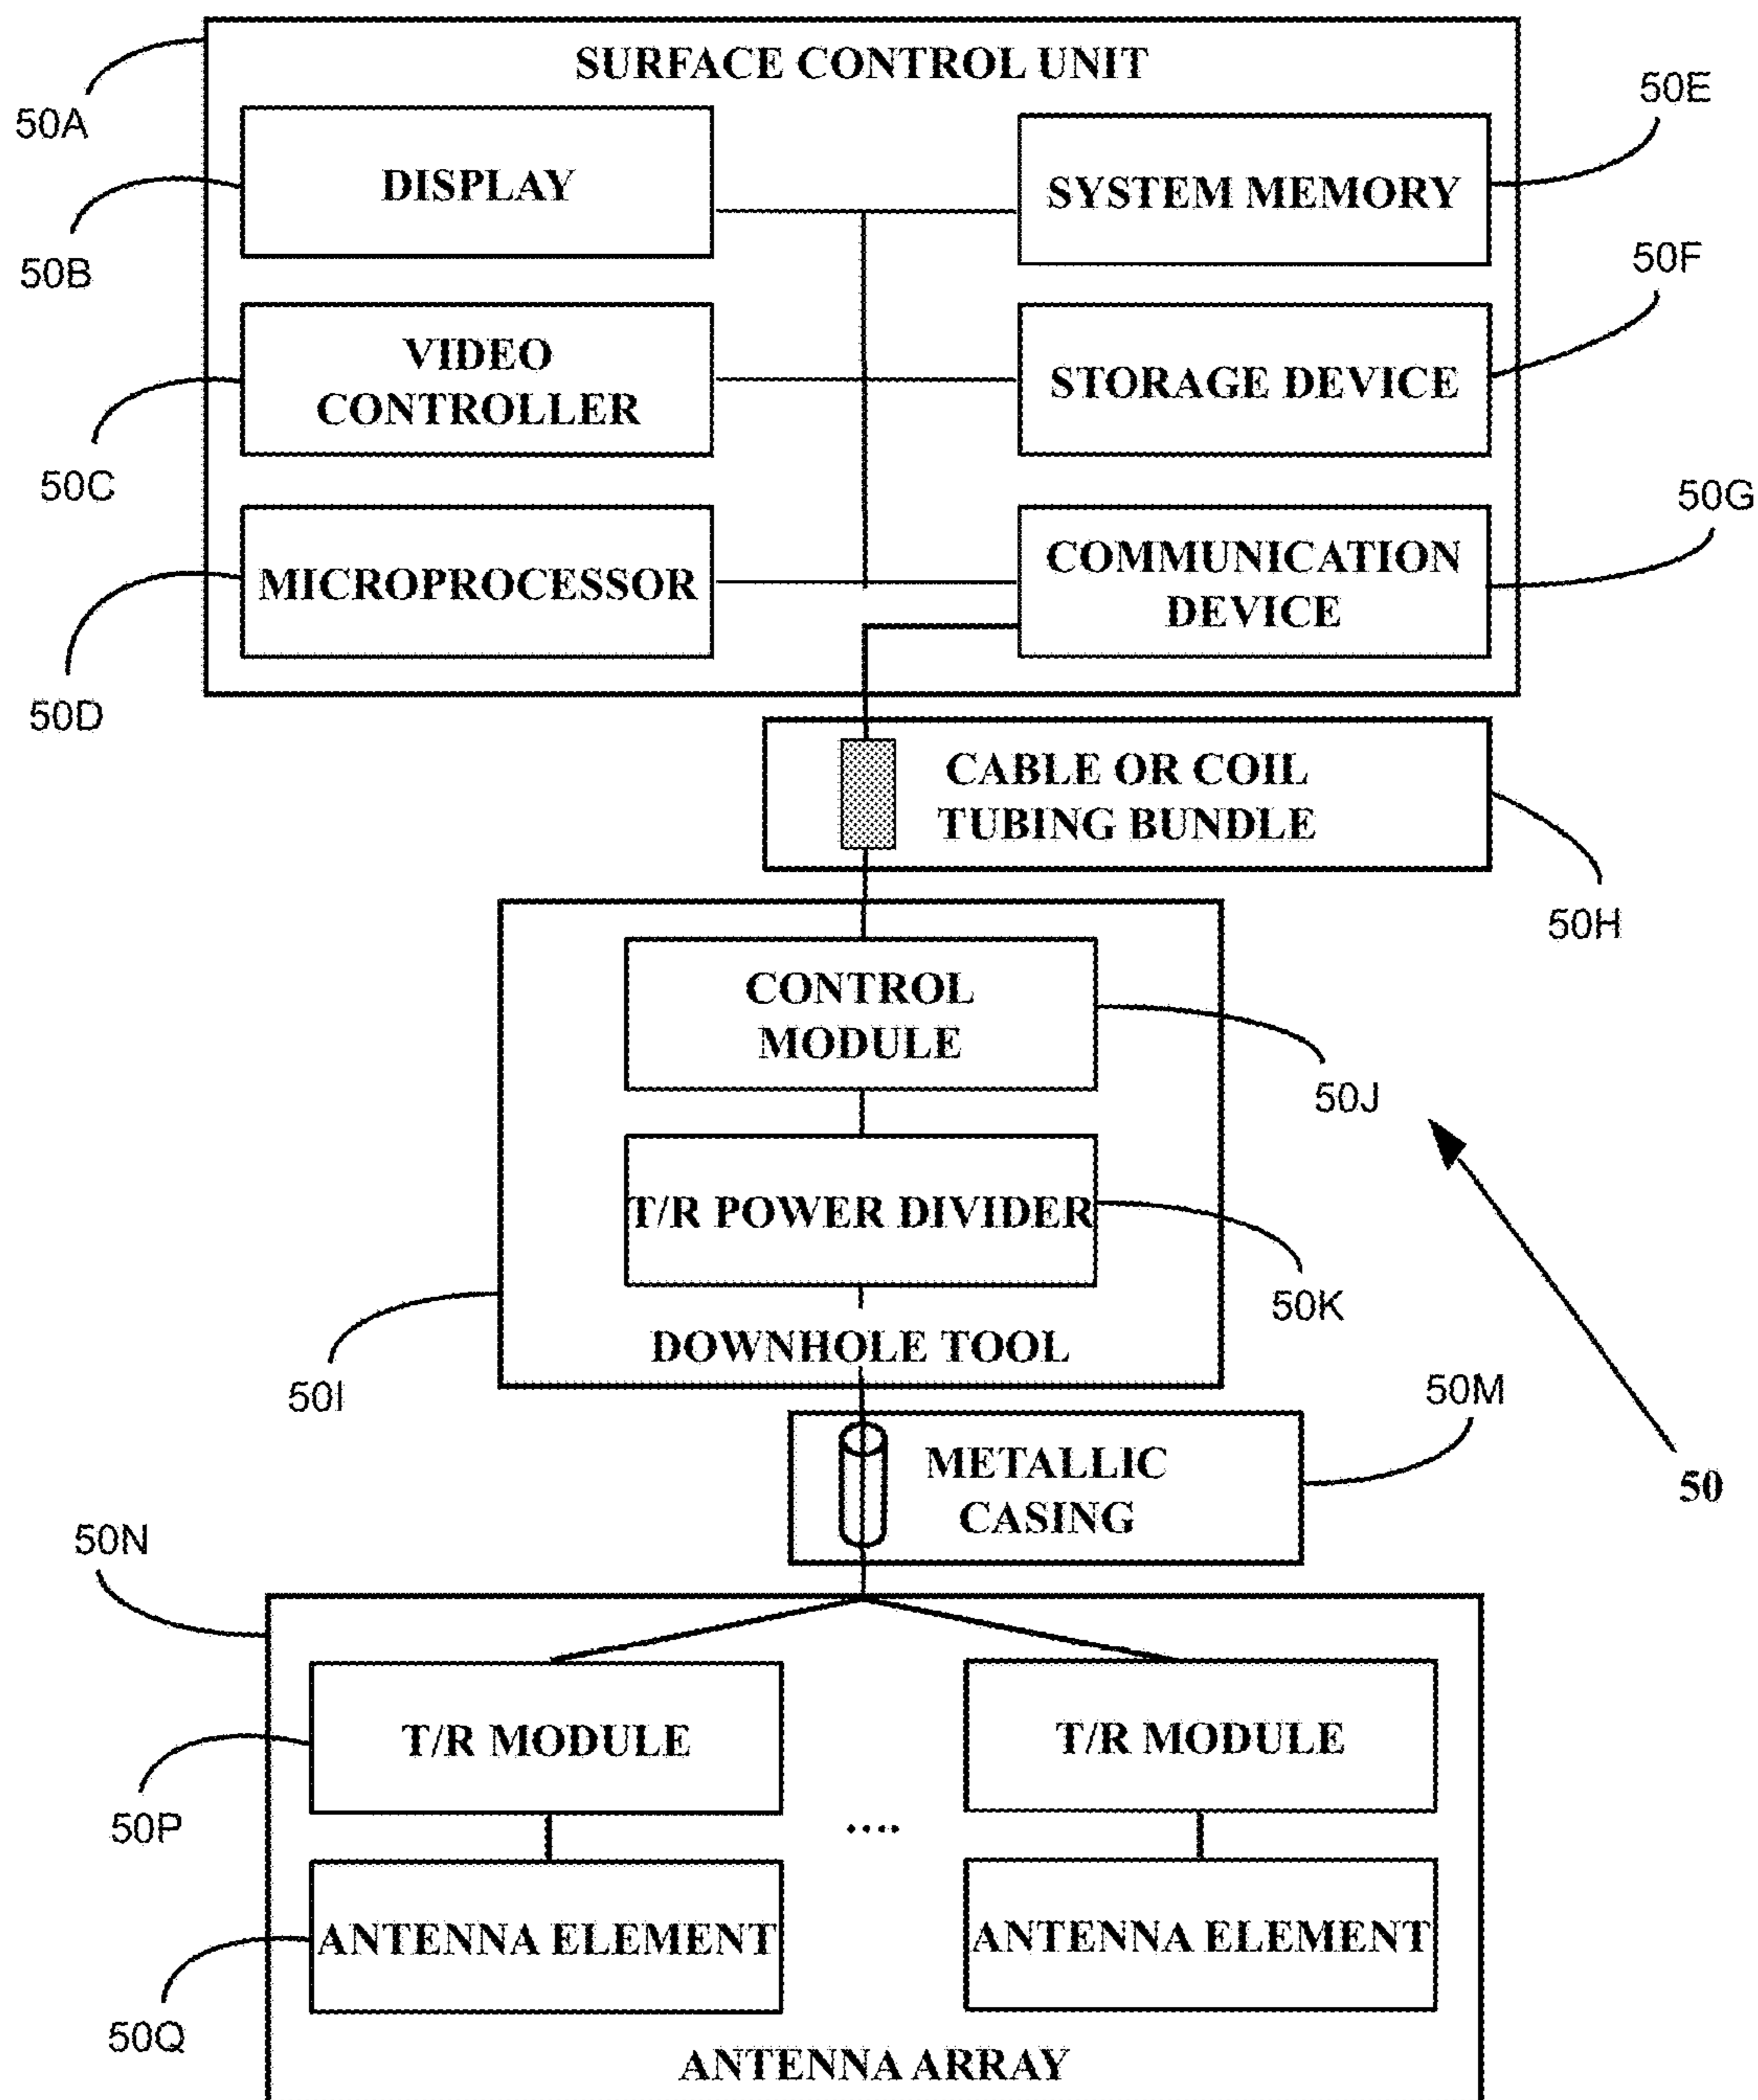 SURFACE CONTROL UNIT
50A
50E
DISPLAY
SYSTEM MEMORY
50B
50F
VIDEO
CONTROLLER
STORAGE DEVICE
50C
50G
MICROPROCESSOR
COMMUNICATION
DEVICE
50D
CABLE OR COIL
TUBING BUNDLE
50H
CONTROL
MODULE
50J
T/R POWER DIVIDER
50K
DOWNHOLE TOOL
50I
50M
METALLIC
CASING
50
50N
T/R MODULE
T/R MODULE
50P
....
ANTENNA ELEMENT
ANTENNA ELEMENT
50Q
ANTENNA ARRAY